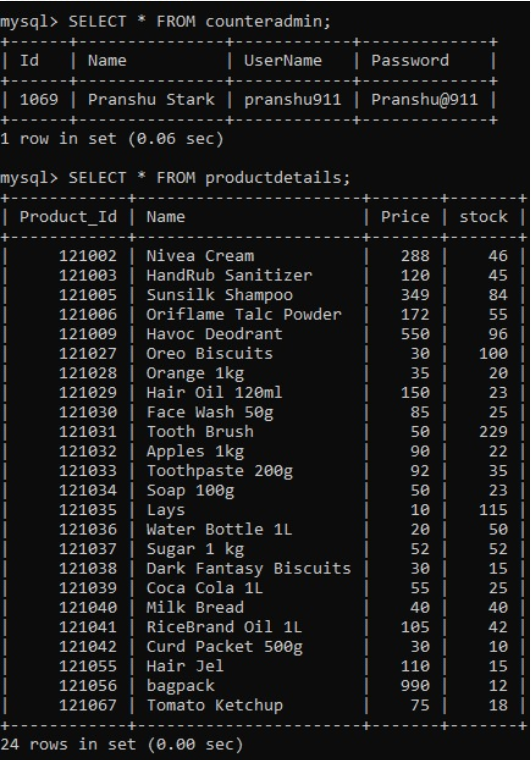 mysql> SELECT * FROM counteradmin;
+------+---------------+------------+-------------+
| Id   | Name          | UserName   | Password    |
+------+---------------+------------+-------------+
| 1069 | Pranshu Stark | pranshu911 | Pranshu@911 |
+------+---------------+------------+-------------+
1 row in set (0.06 sec)
mysql> SELECT * FROM productdetails;
+------------+-----------------------+-------+-------+
| Product_Id | Name                  | Price | stock |
+------------+-----------------------+-------+-------+
|     121002 | Nivea Cream           |   288 |    46 |
|     121003 | HandRub Sanitizer     |   120 |    45 |
|     121005 | Sunsilk Shampoo       |   349 |    84 |
|     121006 | Oriflame Talc Powder  |   172 |    55 |
|     121009 | Havoc Deodrant        |   550 |    96 |
|     121027 | Oreo Biscuits         |    30 |   100 |
|     121028 | Orange 1kg            |    35 |    20 |
|     121029 | Hair Oil 120ml        |   150 |    23 |
|     121030 | Face Wash 50g         |    85 |    25 |
|     121031 | Tooth Brush           |    50 |   229 |
|     121032 | Apples 1kg            |    90 |    22 |
|     121033 | Toothpaste 200g       |    92 |    35 |
|     121034 | Soap 100g             |    50 |    23 |
|     121035 | Lays                  |    10 |   115 |
|     121036 | Water Bottle 1L       |    20 |    50 |
|     121037 | Sugar 1 kg            |    52 |    52 |
|     121038 | Dark Fantasy Biscuits |    30 |    15 |
|     121039 | Coca Cola 1L          |    55 |    25 |
|     121040 | Milk Bread            |    40 |    40 |
|     121041 | RiceBrand Oil 1L      |   105 |    42 |
|     121042 | Curd Packet 500g      |    30 |    10 |
|     121055 | Hair Jel              |   110 |    15 |
|     121056 | bagpack               |   990 |    12 |
|     121067 | Tomato Ketchup        |    75 |    18 |
+------------+-----------------------+-------+-------+
24 rows in set (0.00 sec)